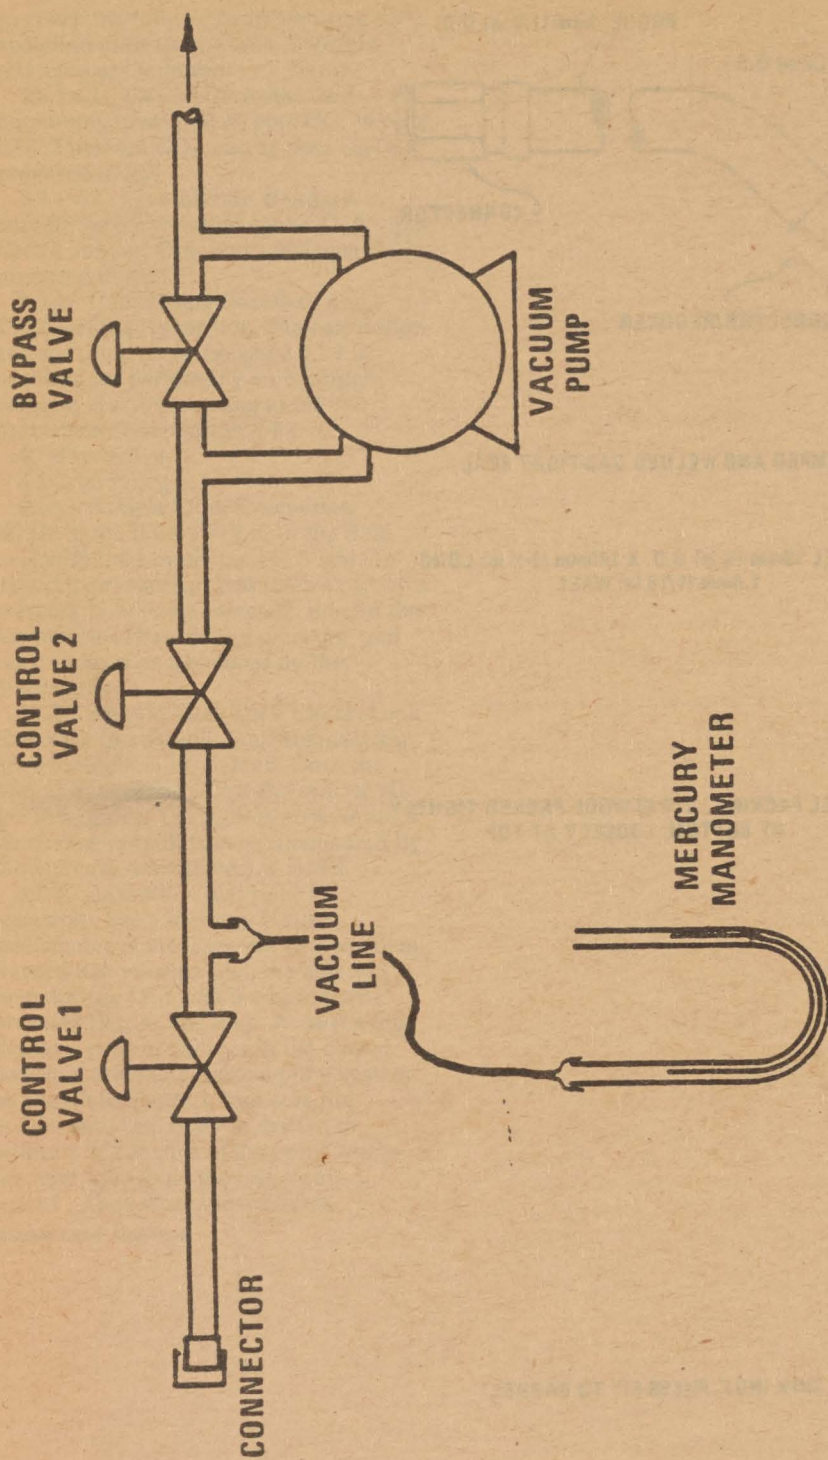 CONNECTOR
CONTROL
VALVE 1
VACUUM
LINE
CONTROL
VALVE 2
BYPASS
VALVE
VACUUM
PUMP
MERCURY
MANOMETER